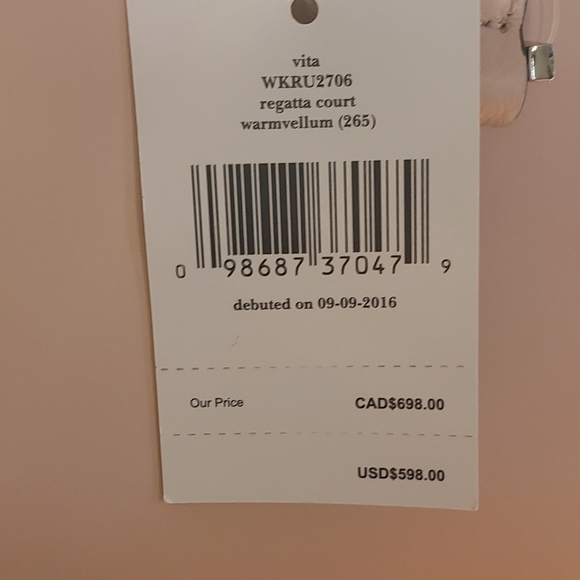 vita
WKRU2706
regatta court
warmvellum (265)
0 98687 37047 9
debuted on 09-09-2016
Our Price CAD$698.00
USD$598.00